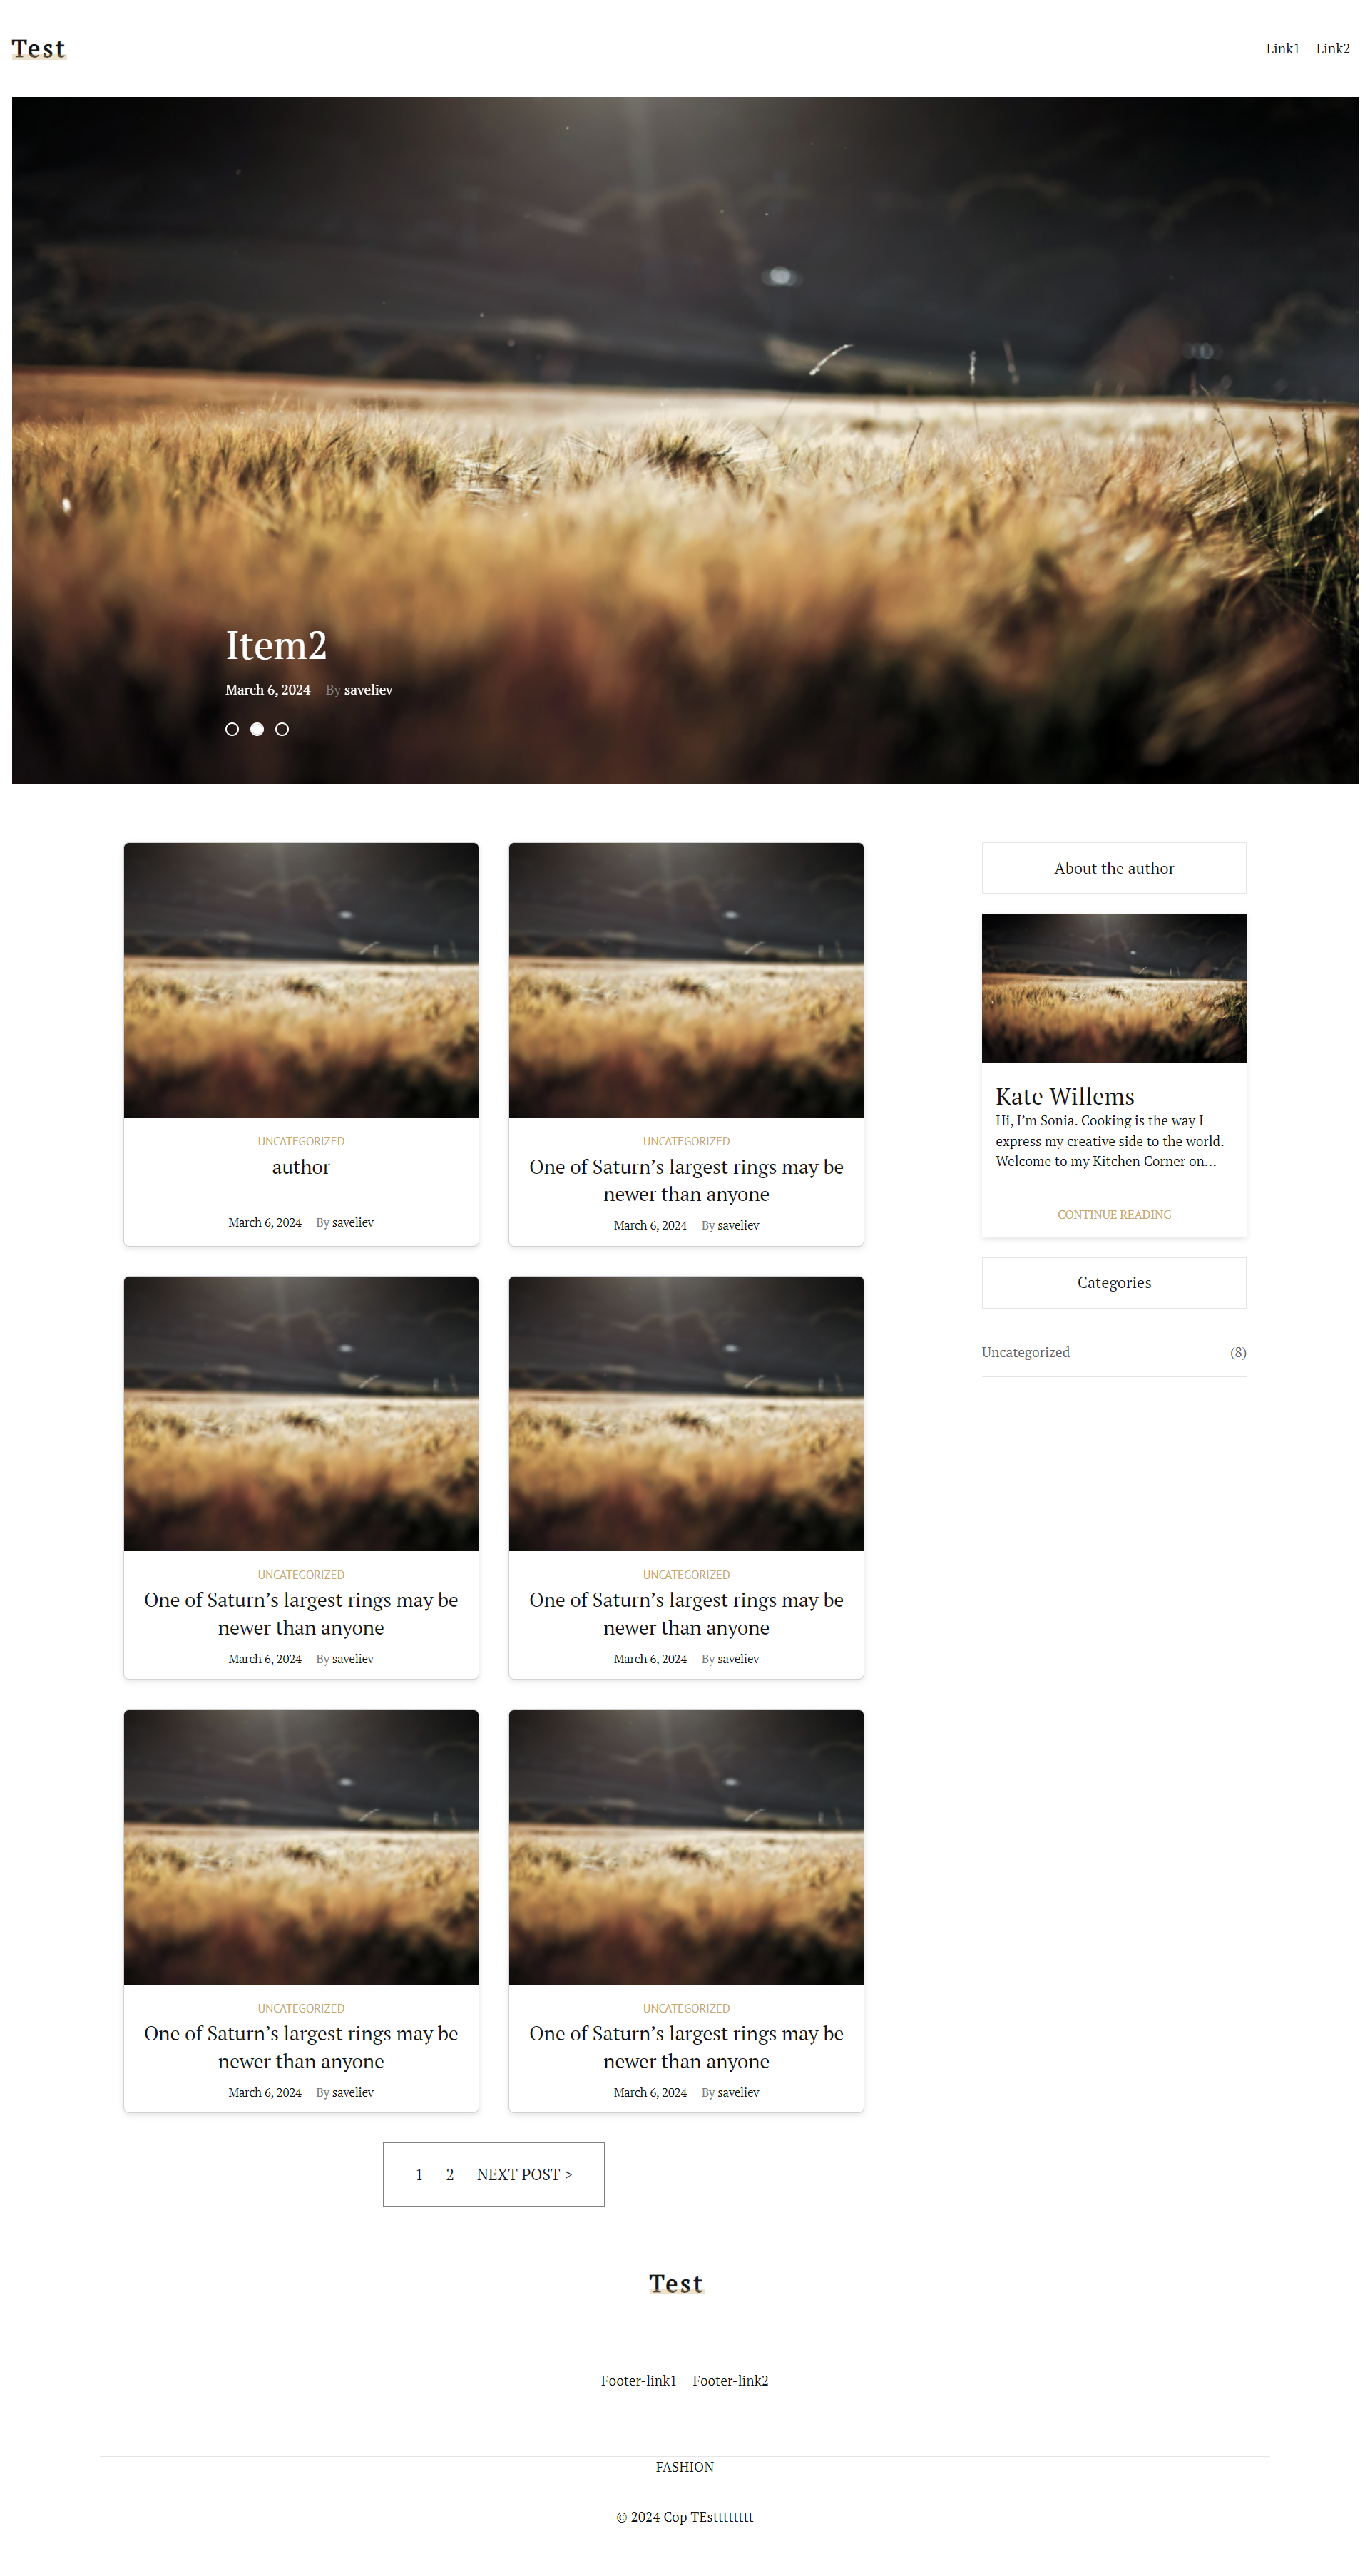 Test
Link1 Link2
Item2
March 6, 2024 By saveliev
UNCATEGORIZED
author
March 6, 2024 By saveliev
UNCATEGORIZED
One of Saturn’s largest rings may be
newer than anyone
March 6, 2024 By saveliev
About the author
Kate Willems
Hi, I’m Sonia. Cooking is the way I
express my creative side to the world.
Welcome to my Kitchen Corner on...
CONTINUE READING
Categories
Uncategorized (8)
UNCATEGORIZED
One of Saturn’s largest rings may be
newer than anyone
March 6, 2024 By saveliev
UNCATEGORIZED
One of Saturn’s largest rings may be
newer than anyone
March 6, 2024 By saveliev
UNCATEGORIZED
One of Saturn’s largest rings may be
newer than anyone
March 6, 2024 By saveliev
UNCATEGORIZED
One of Saturn’s largest rings may be
newer than anyone
March 6, 2024 By saveliev
1 2 NEXT POST >
Test
Footer-link1 Footer-link2
FASHION
© 2024 Cop TEstttttttt